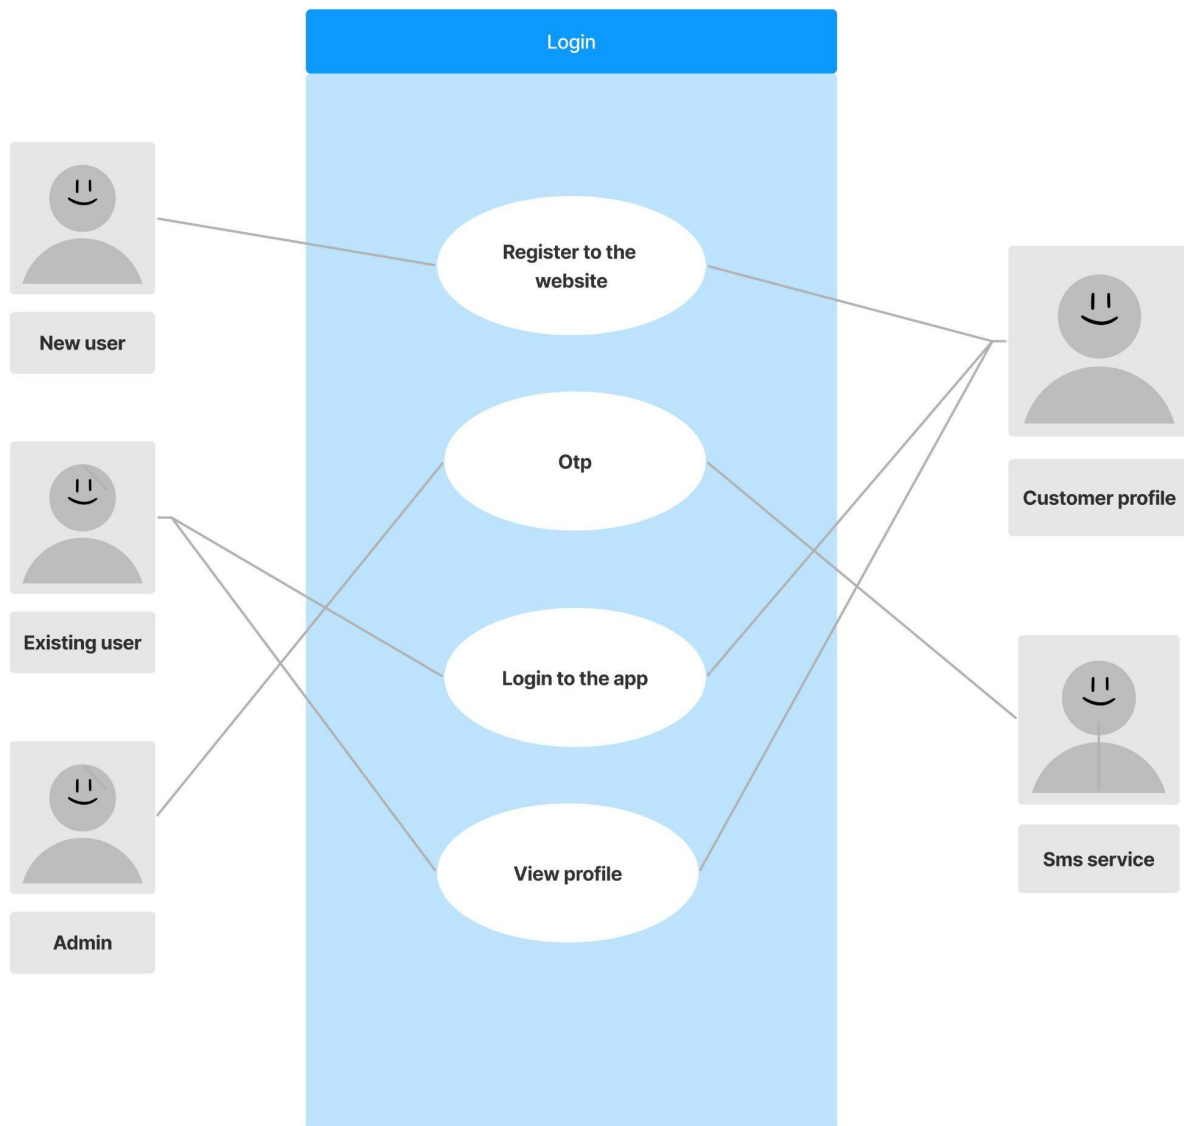 Login
New user
Existing user
Admin
Register to the
website
Otp
Login to the app
View profile
Customer profile
Sms service